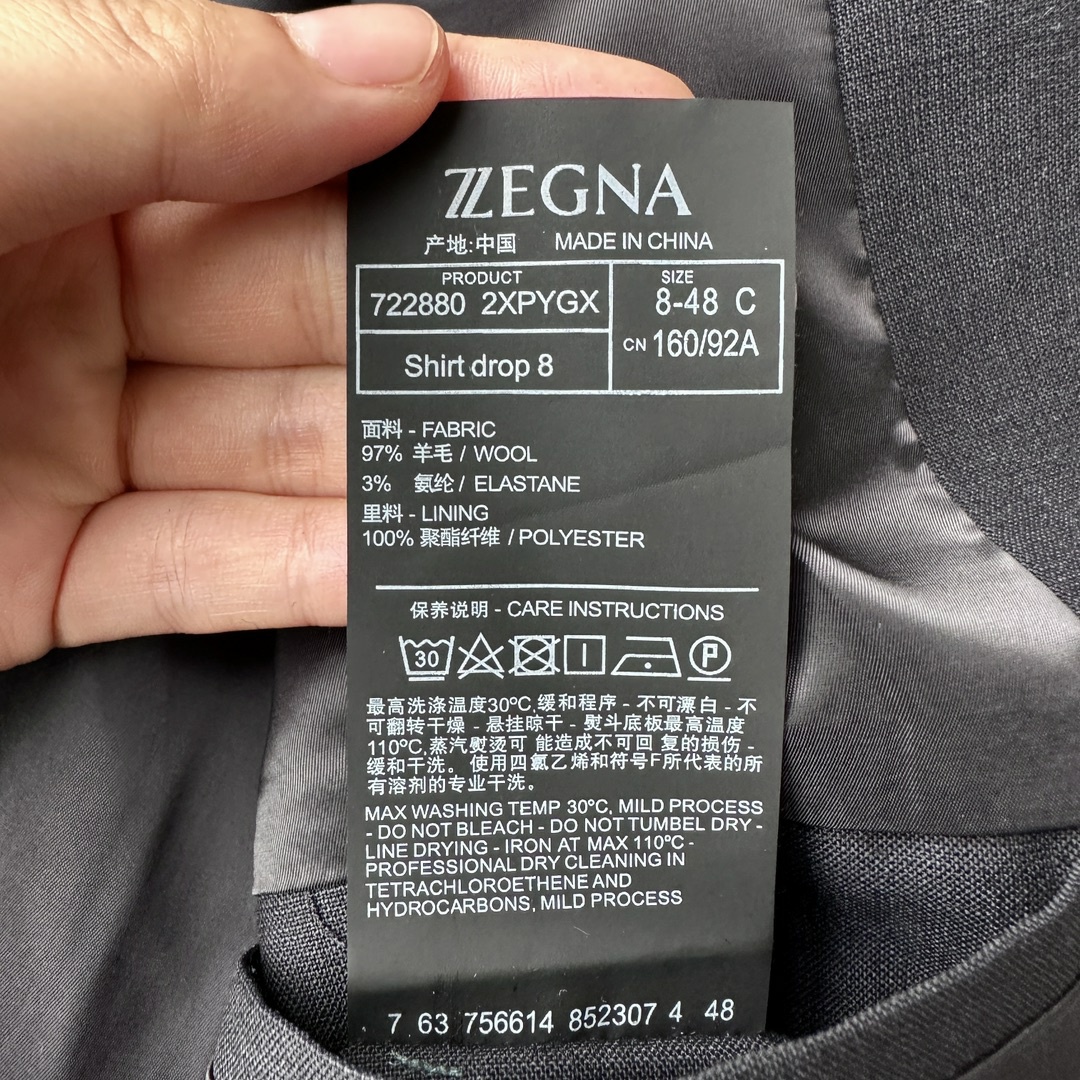 ZZEGNA
产地:中国 MADE IN CHINA
PRODUCT
722880 2XPYGX
Shirt drop 8
SIZE
8-48 C
CN 160/92A
面料 - FABRIC
97% 羊毛 / WOOL
3% 氨纶 / ELASTANE
里料 - LINING
100% 聚酯纤维 / POLYESTER
保养说明 - CARE INSTRUCTIONS
30 P
最高洗涤温度30ºC,缓和程序 - 不可漂白 - 不
可翻转干燥 - 悬挂晾干 - 熨斗底板最高温度
110ºC,蒸汽熨烫可 能造成不可回 复的损伤 -
缓和干洗。 使用四氯乙烯和符号F所代表的所
有溶剂的专业干洗。
MAX WASHING TEMP 30ºC, MILD PROCESS
- DO NOT BLEACH - DO NOT TUMBEL DRY -
LINE DRYING - IRON AT MAX 110ºC -
PROFESSIONAL DRY CLEANING IN
TETRACHLOROETHENE AND
HYDROCARBONS, MILD PROCESS
7 63 756614 852307 4 48